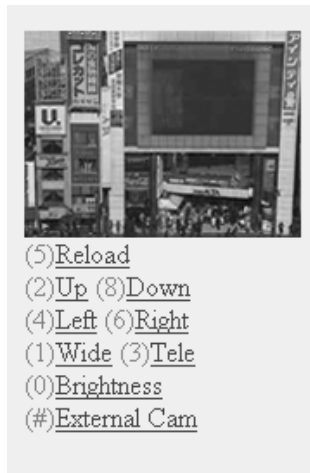 U.
(5)Reload
(2)Up (8)Down
(4)Left (6)Right
(1)Wide (3)Tele
(0)Brightness
(#)External Cam